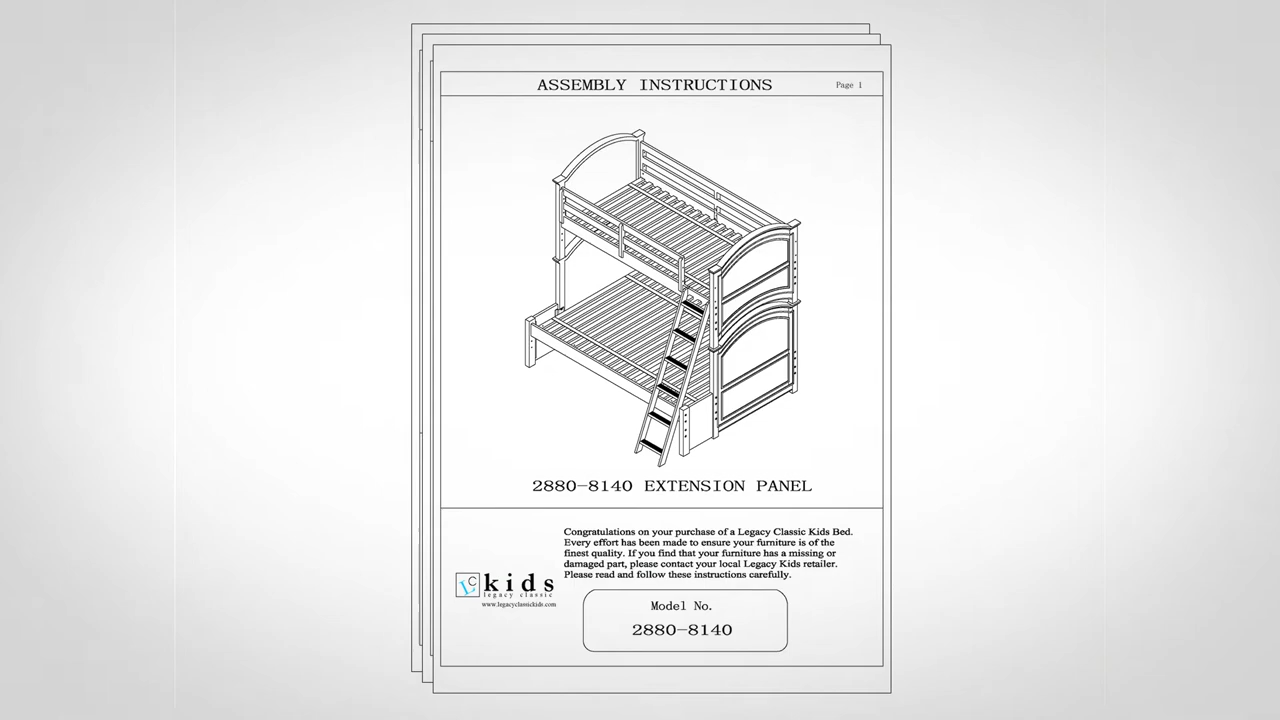 ASSEMBLY INSTRUCTIONS
Page 1
2880-8140 EXTENSION PANEL
Congratulations on your purchase of a Legacy Classic Kids Bed.
Every effort has been made to ensure your furniture is of the
finest quality. If you find that your furniture has a missing or
damaged part, please contact your local Legacy Kids retailer.
Please read and follow these instructions carefully.
LC kids
legacy classic
www.legacyclassickids.com
Model No.
2880-8140